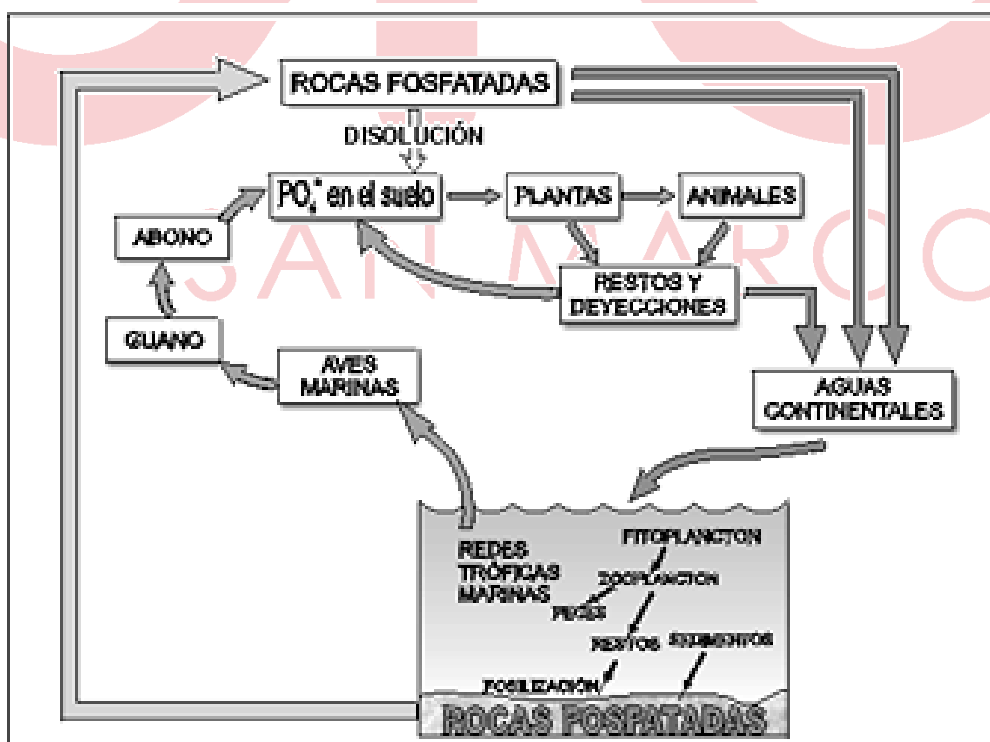 ROCAS FOSFATADAS
DISOLUCIÓN
PO₄⁼ en el suelo
PLANTAS
ANIMALES
ABONO
RESTOS Y
DEYECCIONES
GUANO
AVES
MARINAS
AGUAS
CONTINENTALES
REDES
TRÓFICAS
MARINAS
FITOPLANCTON
ZOOPLANCTON
PECES
RESTOS
SEDIMENTOS
FOSILIZACIÓN
ROCAS FOSFATADAS
SAN MARCO